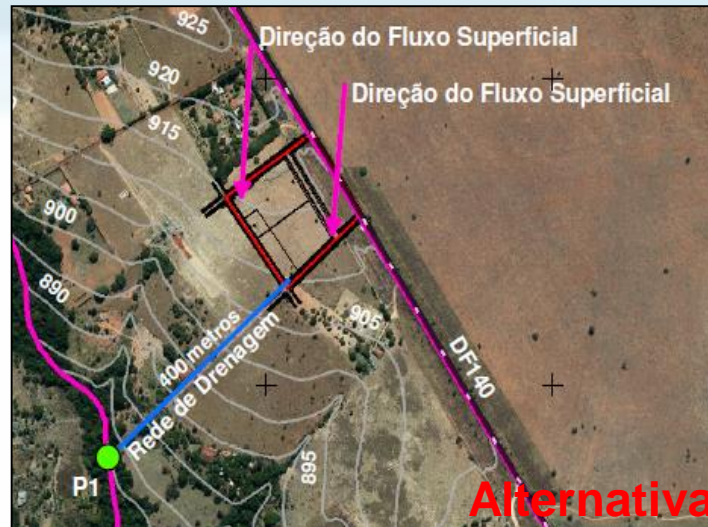 925
Direção do Fluxo Superficial
920
Direção do Fluxo Superficial
915
900
890
905
400 metros
Rede de Drenagem
DF140
895
P1
Alternativa